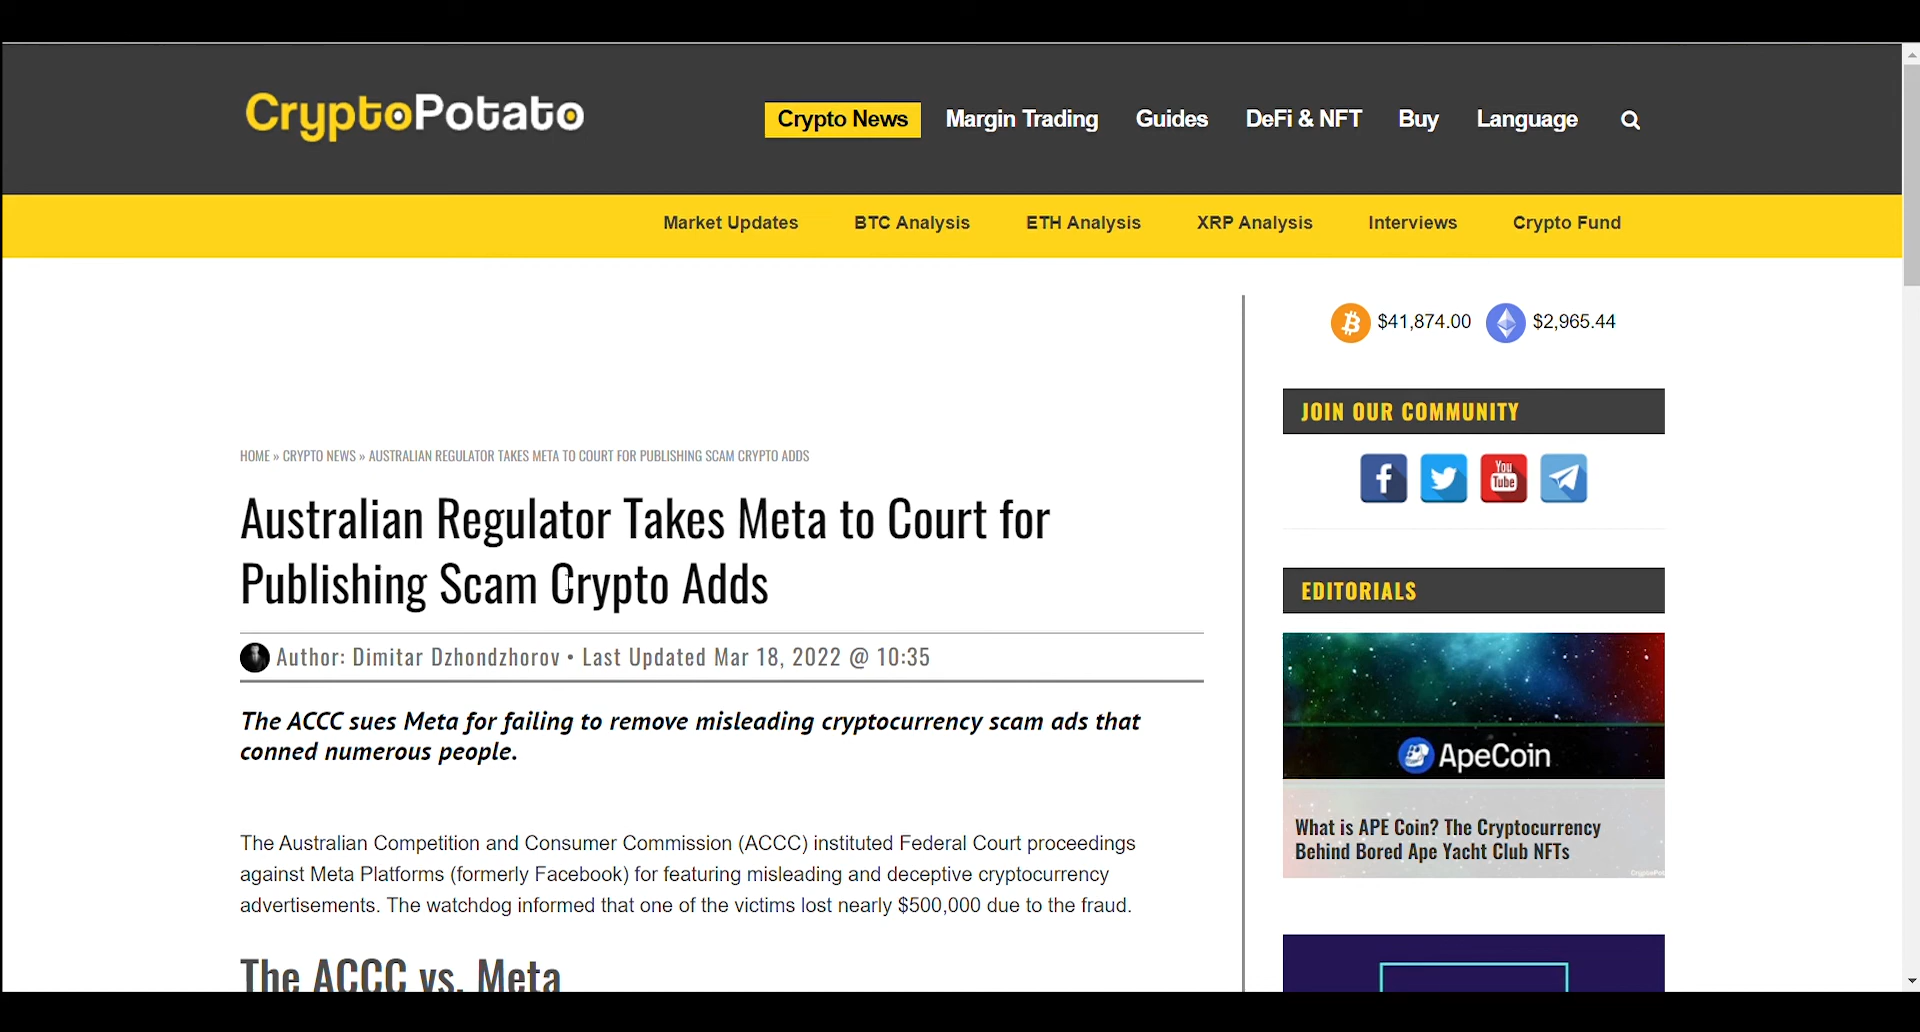 CryptoPotato
Crypto News Margin Trading Guides DeFi & NFT Buy Language
Market Updates BTC Analysis ETH Analysis XRP Analysis Interviews Crypto Fund
$41,874.00 $2,965.44
JOIN OUR COMMUNITY
You
Tube
HOME » CRYPTO NEWS » AUSTRALIAN REGULATOR TAKES META TO COURT FOR PUBLISHING SCAM CRYPTO ADDS
Australian Regulator Takes Meta to Court for
Publishing Scam Crypto Adds
Author: Dimitar Dzhondzhorov • Last Updated Mar 18, 2022 @ 10:35
The ACCC sues Meta for failing to remove misleading cryptocurrency scam ads that
conned numerous people.
The Australian Competition and Consumer Commission (ACCC) instituted Federal Court proceedings
against Meta Platforms (formerly Facebook) for featuring misleading and deceptive cryptocurrency
advertisements. The watchdog informed that one of the victims lost nearly $500,000 due to the fraud.
The ACCC vs. Meta
EDITORIALS
ApeCoin
What is APE Coin? The Cryptocurrency
Behind Bored Ape Yacht Club NFTs